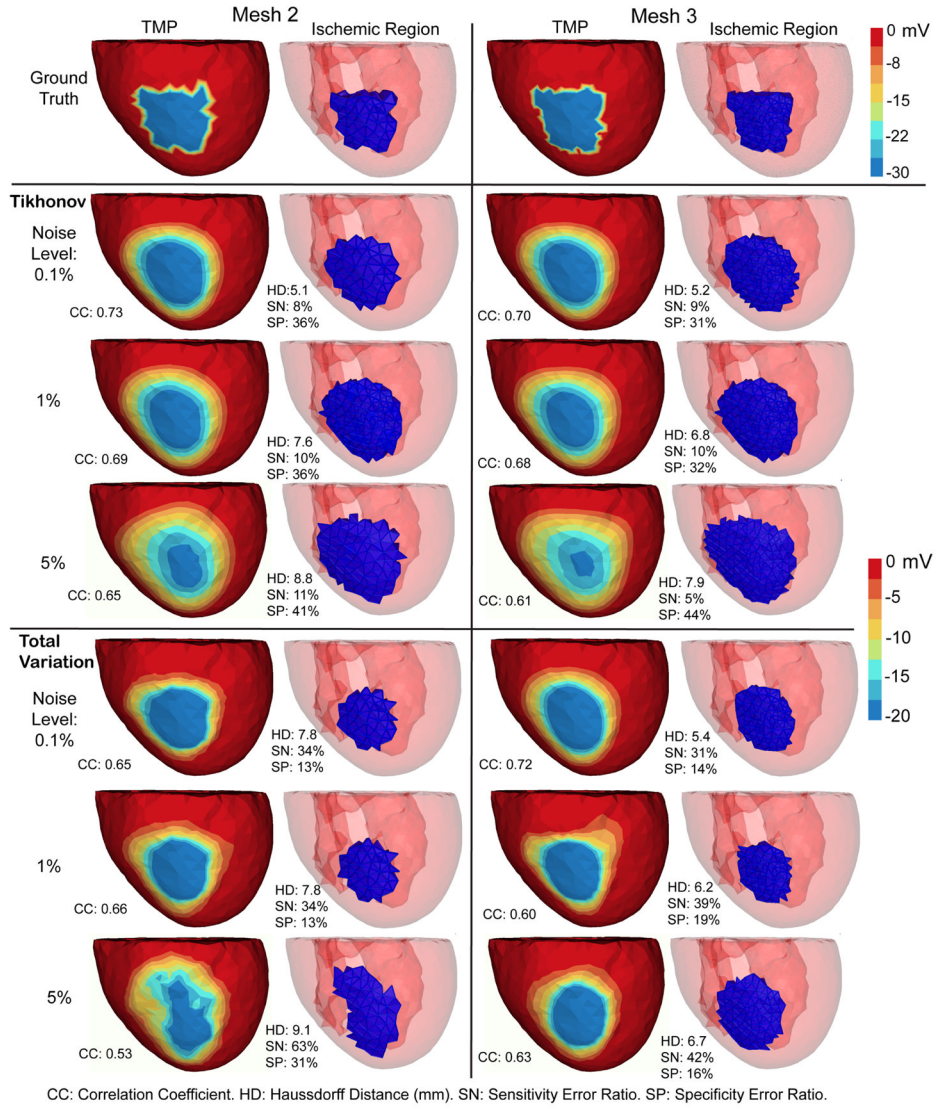 Mesh 2
Mesh 3
TMP
Ischemic Region
TMP
Ischemic Region
Ground
Truth
0 mV
-8
-15
-22
-30
Tikhonov
Noise
Level:
0.1%
CC: 0.73
HD:5.1
SN: 8%
SP: 36%
CC: 0.70
HD: 5.2
SN: 9%
SP: 31%
1%
CC: 0.69
HD: 7.6
SN: 10%
SP: 36%
CC: 0.68
HD: 6.8
SN: 10%
SP: 32%
5%
CC: 0.65
HD: 8.8
SN: 11%
SP: 41%
CC: 0.61
HD: 7.9
SN: 5%
SP: 44%
0 mV
-5
-10
-15
-20
Total
Variation
Noise
Level:
0.1%
CC: 0.65
HD: 7.8
SN: 34%
SP: 13%
CC: 0.72
HD: 5.4
SN: 31%
SP: 14%
1%
CC: 0.66
HD: 7.8
SN: 34%
SP: 13%
CC: 0.60
HD: 6.2
SN: 39%
SP: 19%
5%
CC: 0.53
HD: 9.1
SN: 63%
SP: 31%
CC: 0.63
HD: 6.7
SN: 42%
SP: 16%
CC: Correlation Coefficient. HD: Haussdorff Distance (mm). SN: Sensitivity Error Ratio. SP: Specificity Error Ratio.